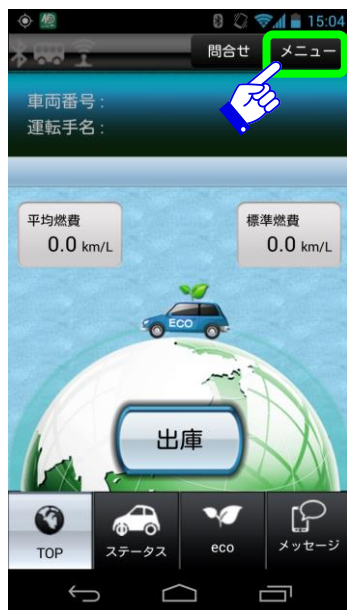 15:04
問合せ
メニュー
車両番号 :
運転手名 :
平均燃費
0.0 km/L
標準燃費
0.0 km/L
ECO
出庫
TOP
ステータス
eco
メッセージ